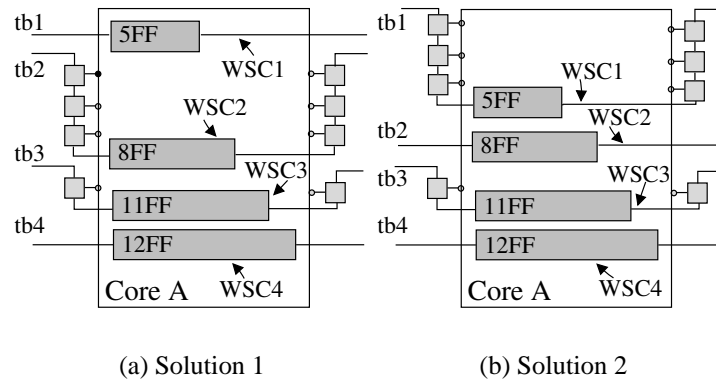 tb1
5FF
WSC1
tb2
WSC2
8FF
tb3
WSC3
11FF
tb4
12FF
WSC4
Core A
(a) Solution 1
tb1
WSC1
5FF
WSC2
tb2
8FF
tb3
WSC3
11FF
tb4
12FF
WSC4
Core A
(b) Solution 2